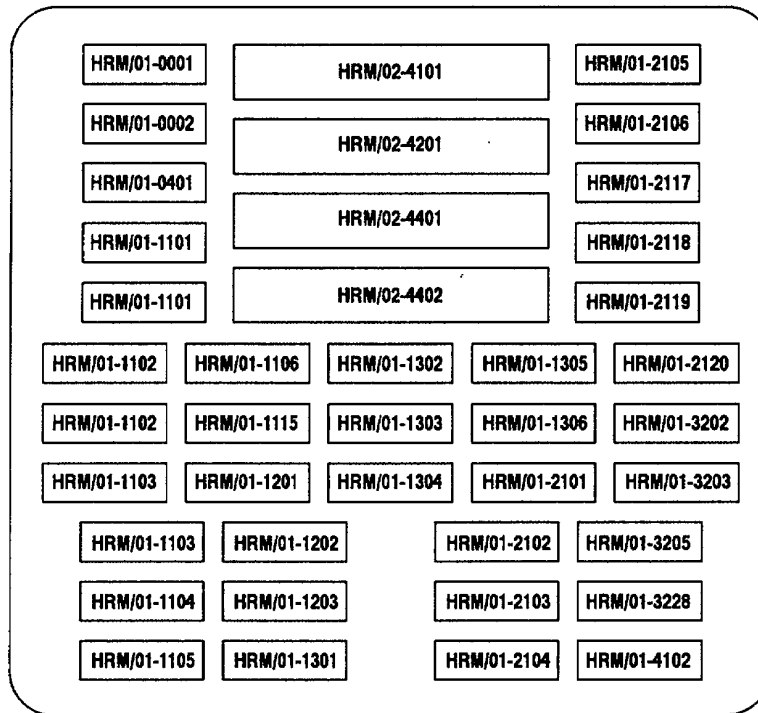 HRM/01-0001
HRM/02-4101
HRM/01-2105
HRM/01-0002
HRM/02-4201
HRM/01-2106
HRM/01-0401
HRM/01-2117
HRM/02-4401
HRM/01-1101
HRM/01-2118
HRM/01-1101
HRM/02-4402
HRM/01-2119
HRM/01-1102 HRM/01-1106 HRM/01-1302 HRM/01-1305 HRM/01-2120
HRM/01-1102 HRM/01-1115 HRM/01-1303 HRM/01-1306 HRM/01-3202
HRM/01-1103 HRM/01-1201 HRM/01-1304 HRM/01-2101 HRM/01-3203
HRM/01-1103 HRM/01-1202 HRM/01-2102 HRM/01-3205
HRM/01-1104 HRM/01-1203 HRM/01-2103 HRM/01-3228
HRM/01-1105 HRM/01-1301 HRM/01-2104 HRM/01-4102